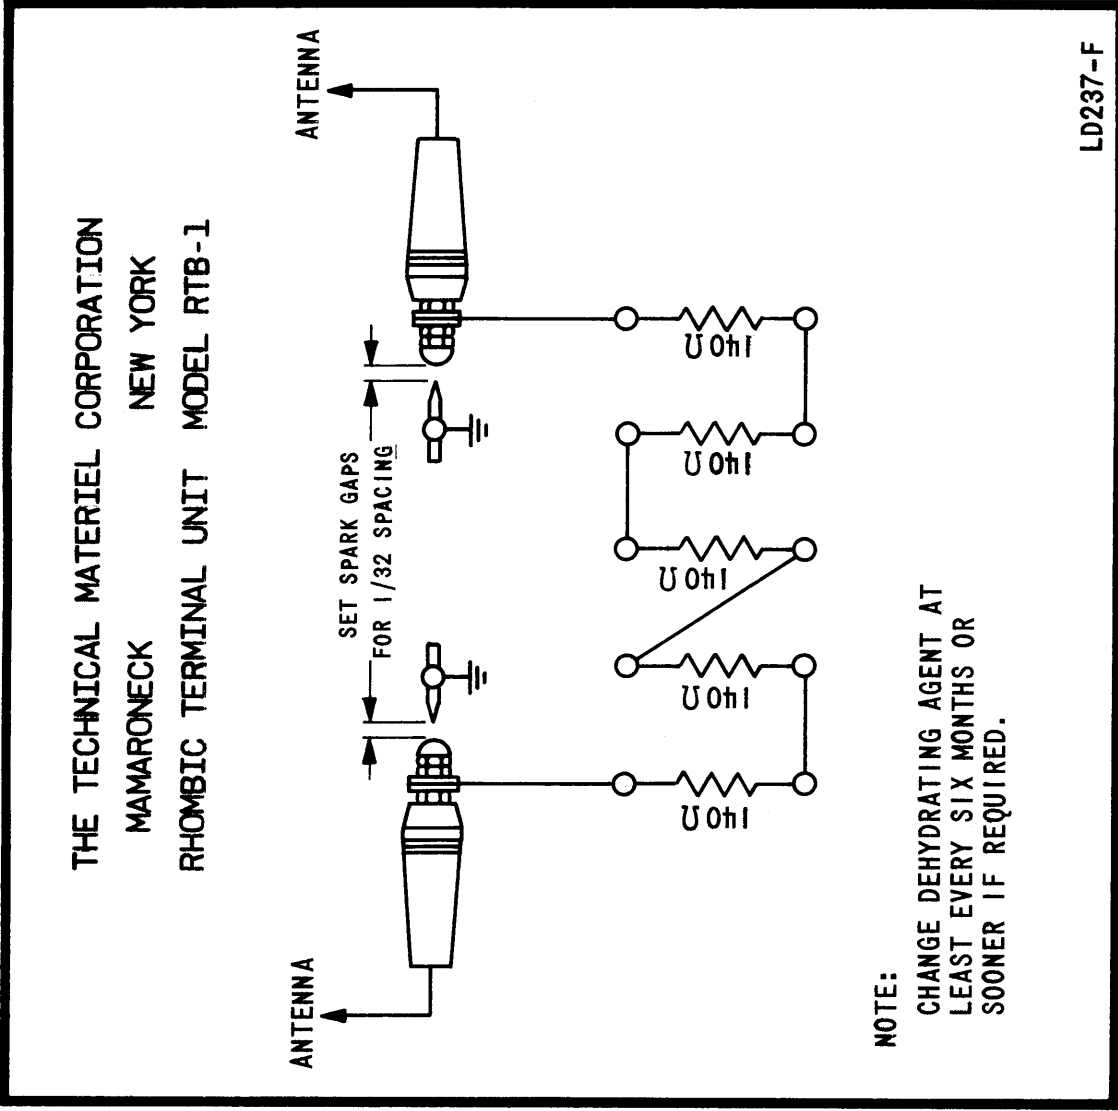 THE TECHNICAL MATERIEL CORPORATION
MAMARONECK NEW YORK
RHOMBIC TERMINAL UNIT MODEL RTB-1
ANTENNA
ANTENNA
SET SPARK GAPS
FOR 1/32 SPACING
140Ω
140Ω
140Ω
140Ω
140Ω
NOTE:
CHANGE DEHYDRATING AGENT AT
LEAST EVERY SIX MONTHS OR
SOONER IF REQUIRED.
LD237-F